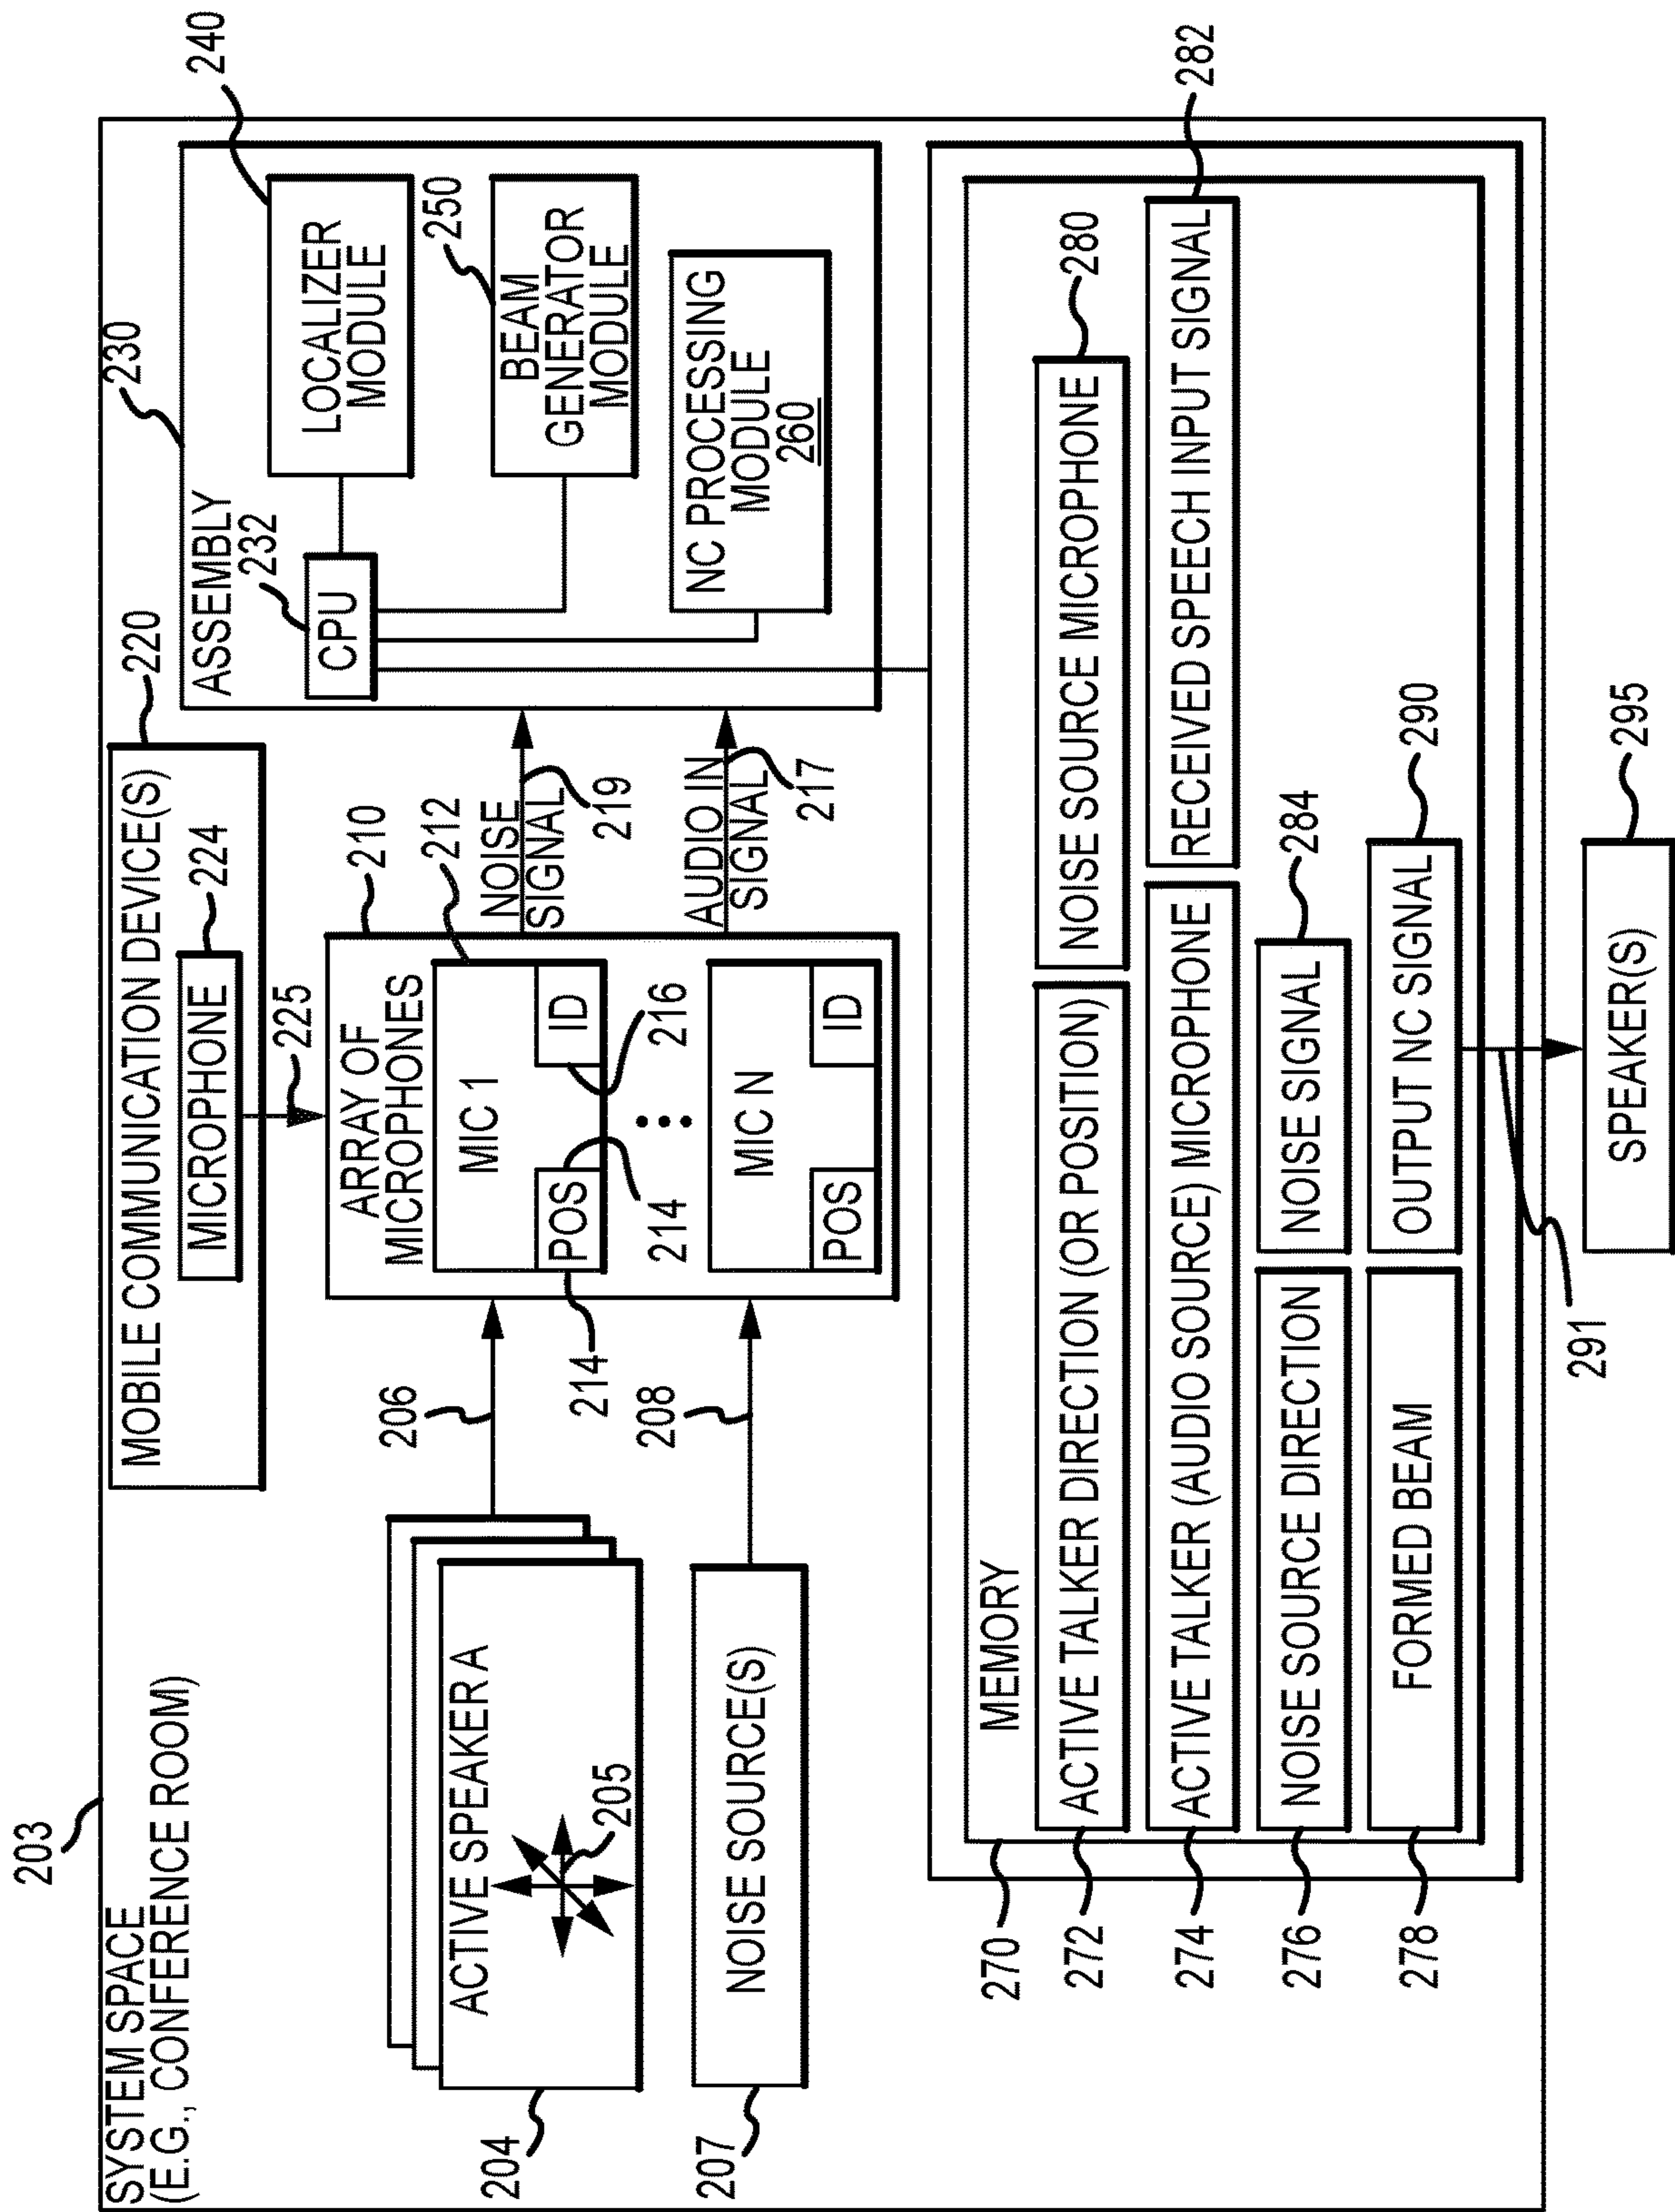 203
SYSTEM SPACE
(E.G., CONFERENCE ROOM)
MOBILE COMMUNICATION DEVICE(S)
220
MICROPHONE
224
225
204
ACTIVE SPEAKER A
205
206
207
NOISE SOURCE(S)
208
ARRAY OF
MICROPHONES
210
MIC 1
212
POS
ID
214
214
216
MIC N
POS
ID
NOISE
SIGNAL
219
AUDIO IN
SIGNAL
217
230
ASSEMBLY
232
CPU
LOCALIZER
MODULE
240
BEAM
GENERATOR
MODULE
250
NC PROCESSING
MODULE
260
270
MEMORY
272
ACTIVE TALKER DIRECTION (OR POSITION)
NOISE SOURCE MICROPHONE
280
274
ACTIVE TALKER (AUDIO SOURCE) MICROPHONE
RECEIVED SPEECH INPUT SIGNAL
282
276
NOISE SOURCE DIRECTION
NOISE SIGNAL
284
278
FORMED BEAM
OUTPUT NC SIGNAL
290
291
SPEAKER(S)
295